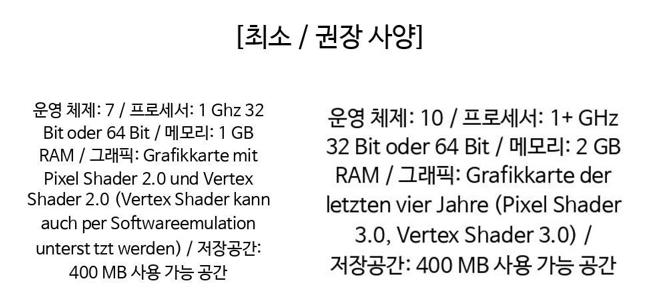 [최소 / 권장 사양]
운영 체제: 7 / 프로세서: 1 Ghz 32
Bit oder 64 Bit / 메모리: 1 GB
RAM / 그래픽: Grafikkarte mit
Pixel Shader 2.0 und Vertex
Shader 2.0 (Vertex Shader kann
auch per Softwareemulation
unterst tzt werden) / 저장공간:
400 MB 사용 가능 공간
운영 체제: 10 / 프로세서: 1+ GHz
32 Bit oder 64 Bit / 메모리: 2 GB
RAM / 그래픽: Grafikkarte der
letzten vier Jahre (Pixel Shader
3.0, Vertex Shader 3.0) /
저장공간: 400 MB 사용 가능 공간